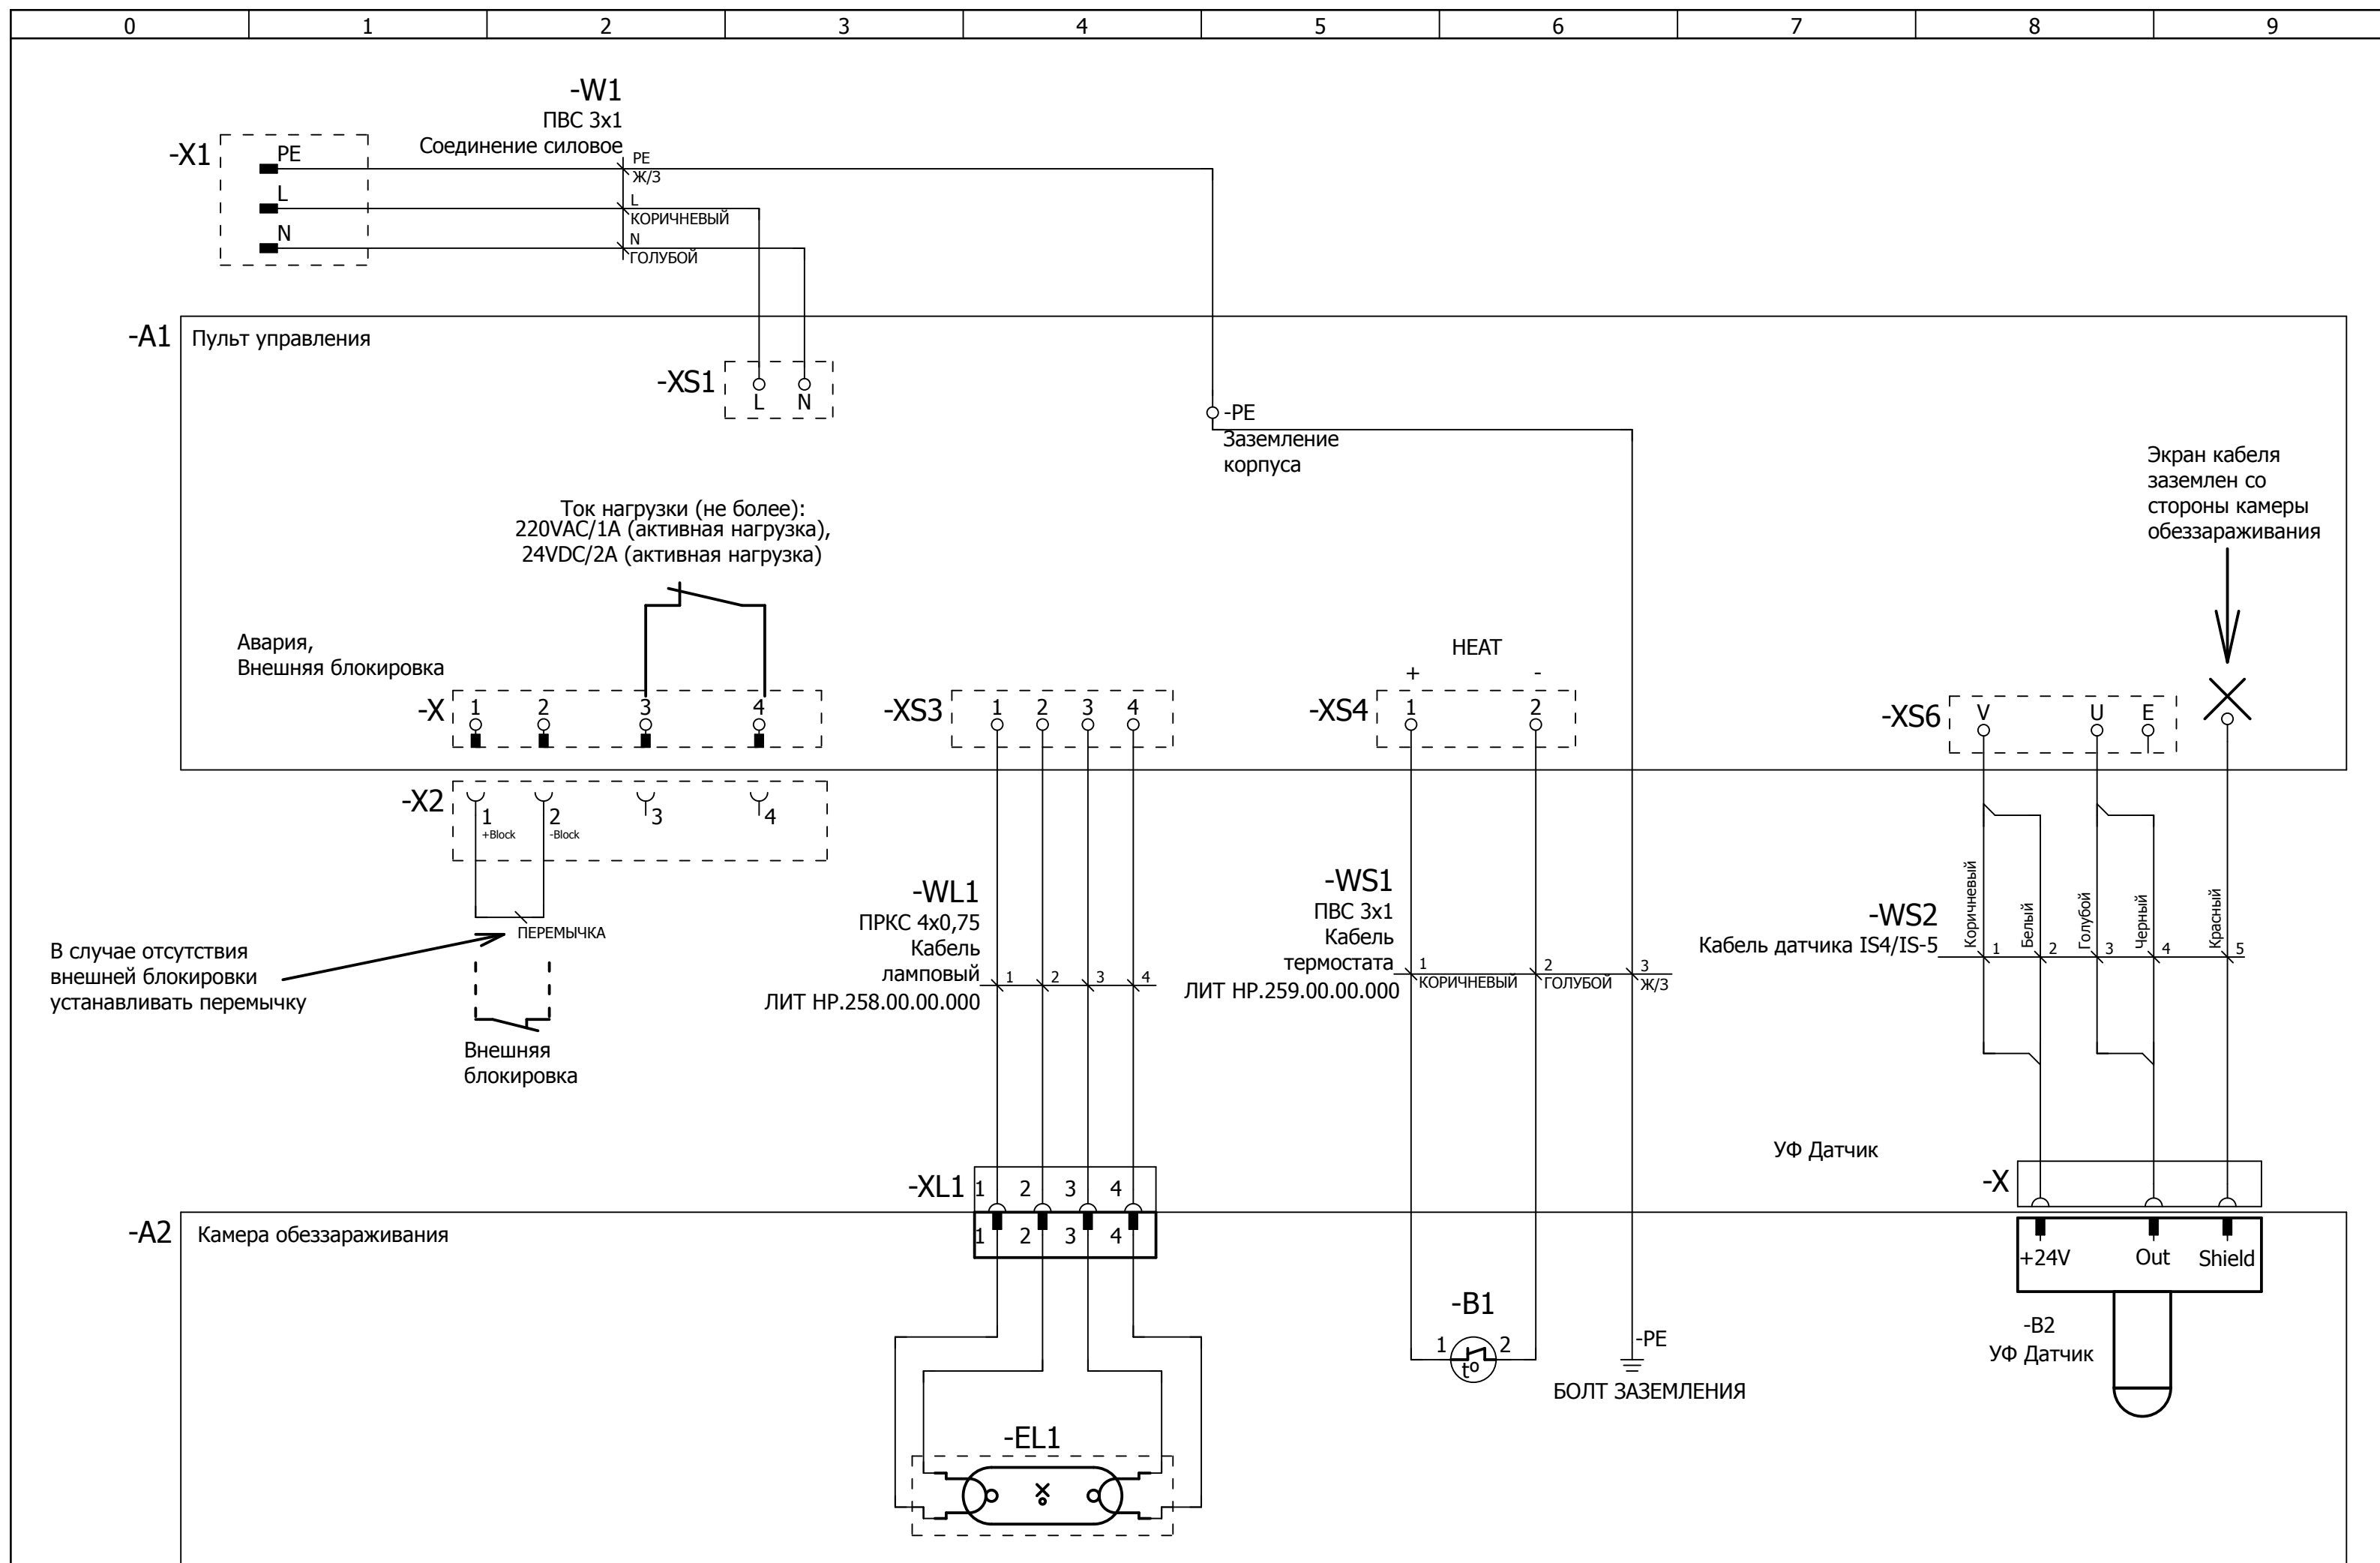 0 1 2 3 4 5 6 7 8 9
-W1
ПВС 3х1
Соединение силовое
-X1
PE
L
N
PE
Ж/З
L
КОРИЧНЕВЫЙ
N
ГОЛУБОЙ
-A1
Пульт управления
-XS1
L N
-PE
Заземление
корпуса
Экран кабеля
заземлен со
стороны камеры
обеззараживания
Ток нагрузки (не более):
220VAC/1A (активная нагрузка),
24VDC/2A (активная нагрузка)
Авария,
Внешняя блокировка
HEAT
+ -
-X
1 2 3 4
-XS3
1 2 3 4
-XS4
1 2
-XS6
V U E
-X2
1 2 3 4
+Block -Block
ПЕРЕМЫЧКА
В случае отсутствия
внешней блокировки
устанавливать перемычку
Внешняя
блокировка
-WL1
ПРКС 4х0,75
Кабель
ламповый
ЛИТ НР.258.00.00.000
1 2 3 4
-WS1
ПВС 3х1
Кабель
термостата
ЛИТ НР.259.00.00.000
1 2 3
КОРИЧНЕВЫЙ ГОЛУБОЙ Ж/З
-WS2
Кабель датчика IS4/IS-5
Коричневый
Белый
Голубой
Черный
Красный
1 2 3 4 5
УФ Датчик
-X
-XL1
1 2 3 4
1 2 3 4
-A2
Камера обеззараживания
+24V Out Shield
-B1
1 2
t°
-PE
БОЛТ ЗАЗЕМЛЕНИЯ
-B2
УФ Датчик
-EL1